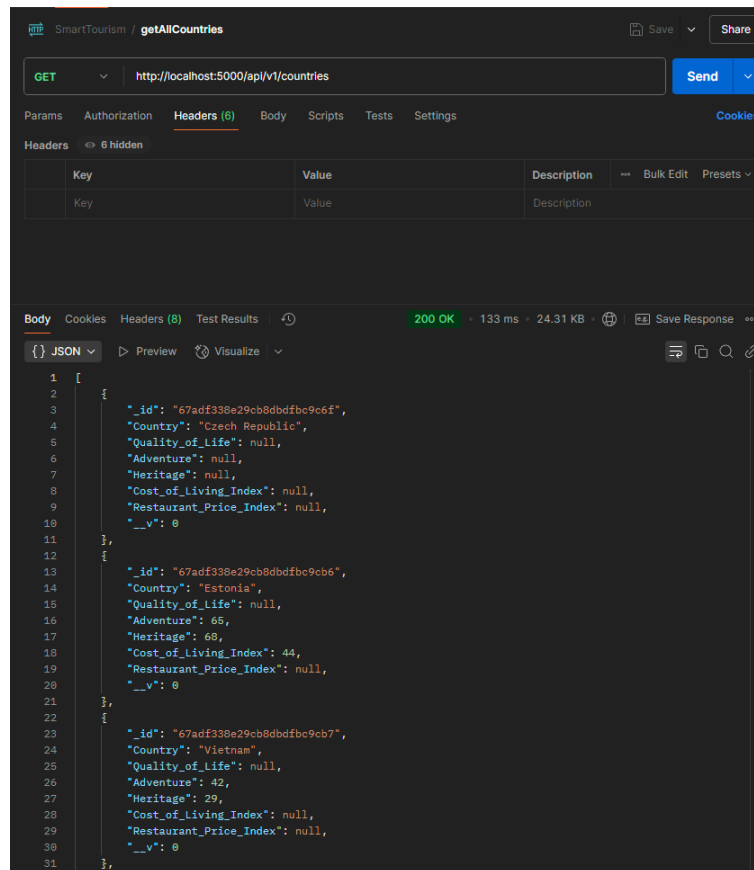 HTTP SmartTourism / getAllCountries Save Share
GET http://localhost:5000/api/v1/countries Send
Params Authorization Headers (6) Body Scripts Tests Settings Cookies
Headers 6 hidden
Key Value Description Bulk Edit Presets
Key Value Description
Body Cookies Headers (8) Test Results 200 OK 133 ms 24.31 KB e.g. Save Response
{} JSON Preview Visualize
1 [
2 {
3 "_id": "67adf338e29cb8dbdfbc9c6f",
4 "Country": "Czech Republic",
5 "Quality_of_Life": null,
6 "Adventure": null,
7 "Heritage": null,
8 "Cost_of_Living_Index": null,
9 "Restaurant_Price_Index": null,
10 "__v": 0
11 },
12 {
13 "_id": "67adf338e29cb8dbdfbc9cb6",
14 "Country": "Estonia",
15 "Quality_of_Life": null,
16 "Adventure": 65,
17 "Heritage": 68,
18 "Cost_of_Living_Index": 44,
19 "Restaurant_Price_Index": null,
20 "__v": 0
21 },
22 {
23 "_id": "67adf338e29cb8dbdfbc9cb7",
24 "Country": "Vietnam",
25 "Quality_of_Life": null,
26 "Adventure": 42,
27 "Heritage": 29,
28 "Cost_of_Living_Index": null,
29 "Restaurant_Price_Index": null,
30 "__v": 0
31 },